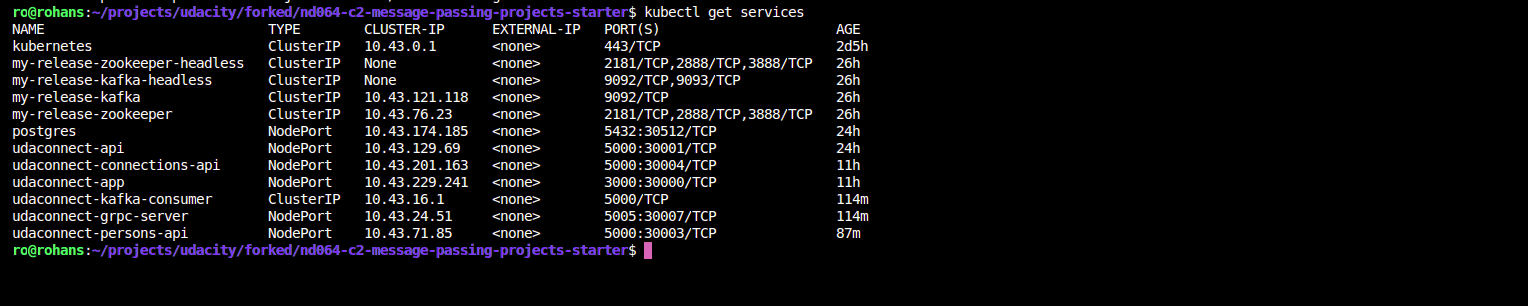 ro@rohans:~/projects/udacity/forked/nd064-c2-message-passing-projects-starter$ kubectl get services
NAME                            TYPE        CLUSTER-IP      EXTERNAL-IP   PORT(S)                      AGE
kubernetes                      ClusterIP   10.43.0.1       <none>        443/TCP                      2d5h
my-release-zookeeper-headless   ClusterIP   None            <none>        2181/TCP,2888/TCP,3888/TCP   26h
my-release-kafka-headless       ClusterIP   None            <none>        9092/TCP,9093/TCP            26h
my-release-kafka                ClusterIP   10.43.121.118   <none>        9092/TCP                     26h
my-release-zookeeper            ClusterIP   10.43.76.23     <none>        2181/TCP,2888/TCP,3888/TCP   26h
postgres                        NodePort    10.43.174.185   <none>        5432:30512/TCP               24h
udaconnect-api                  NodePort    10.43.129.69    <none>        5000:30001/TCP               24h
udaconnect-connections-api      NodePort    10.43.201.163   <none>        5000:30004/TCP               11h
udaconnect-app                  NodePort    10.43.229.241   <none>        3000:30000/TCP               11h
udaconnect-kafka-consumer       ClusterIP   10.43.16.1      <none>        5000/TCP                     114m
udaconnect-grpc-server          NodePort    10.43.24.51     <none>        5005:30007/TCP               114m
udaconnect-persons-api          NodePort    10.43.71.85     <none>        5000:30003/TCP               87m
ro@rohans:~/projects/udacity/forked/nd064-c2-message-passing-projects-starter$